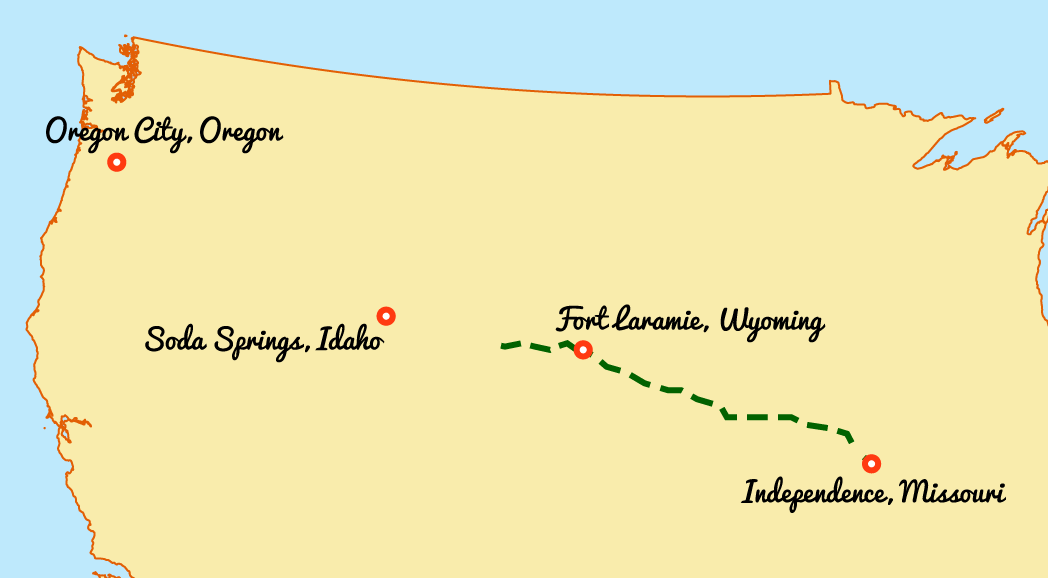 Oregon City, Oregon
Fort Laramie, Wyoming
Soda Springs, Idaho
Independence, Missouri